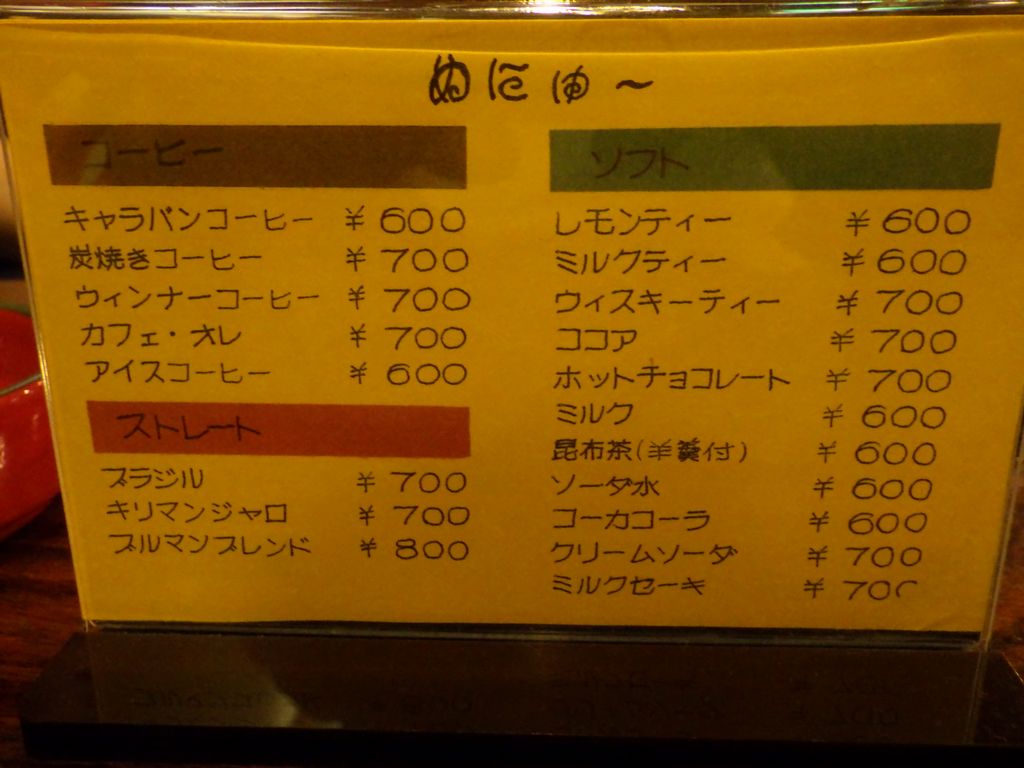 めにゅ～
コーヒー
キャラバンコーヒー ￥600
炭焼きコーヒー ￥700
ウィンナーコーヒー ￥700
カフェ・オレ ￥700
アイスコーヒー ￥600
ストレート
ブラジル ￥700
キリマンジャロ ￥700
ブルマンブレンド ￥800
ソフト
レモンティー ￥600
ミルクティー ￥600
ウィスキーティー ￥700
ココア ￥700
ホットチョコレート ￥700
ミルク ￥600
昆布茶(羊羹付) ￥600
ソーダ水 ￥600
コーカコーラ ￥600
クリームソーダ ￥700
ミルクセーキ ￥700